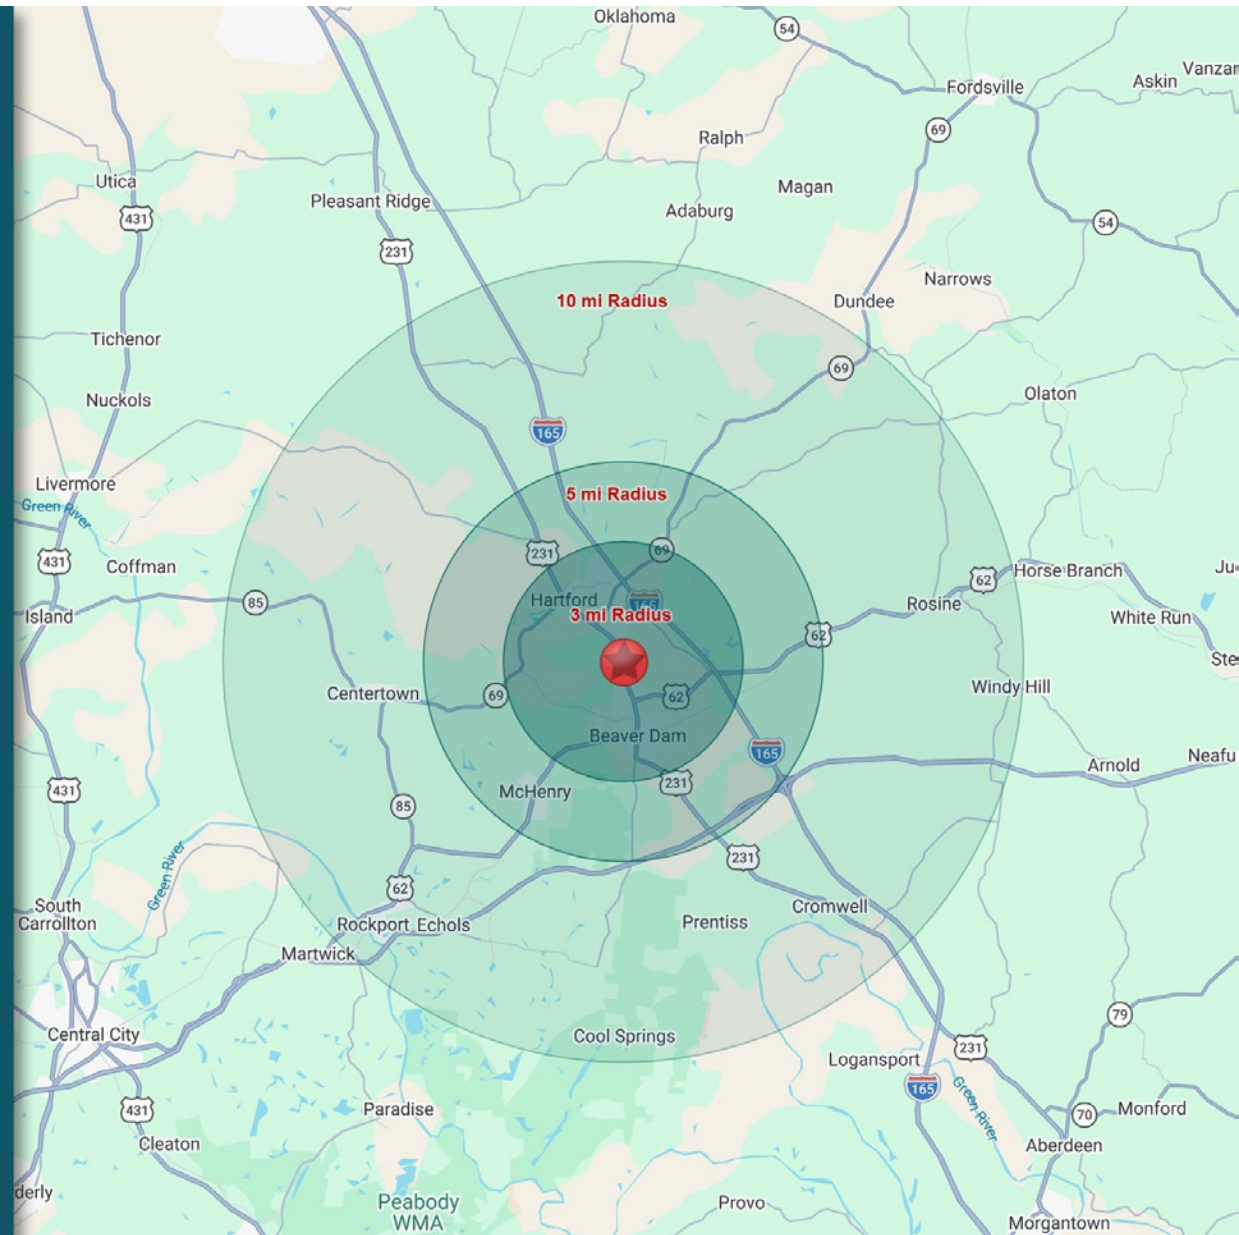 Oklahoma
54
Vanzan
Fordsville
Askin
69
Ralph
Utica
Magan
Pleasant Ridge
431
Adaburg
54
231
Narrows
10 mi Radius
Dundee
Tichenor
69
Olaton
Nuckols
165
Livermore
5 mi Radius
Green River
431
231
69
Coffman
Horse Branch
Ju
62
Hartford
165
85
Rosine
Island
3 mi Radius
White Run
62
Ste
Centertown
69
62
Windy Hill
Beaver Dam
165
Neafu
Arnold
431
McHenry
231
85
231
Green River
62
South
Carrollton
Cromwell
Rockport
Echols
Prentiss
Martwick
79
Central City
Cool Springs
231
Logansport
165
Green River
431
Paradise
70
Monford
Cleaton
Aberdeen
derly
Peabody
WMA
Provo
Morgantown